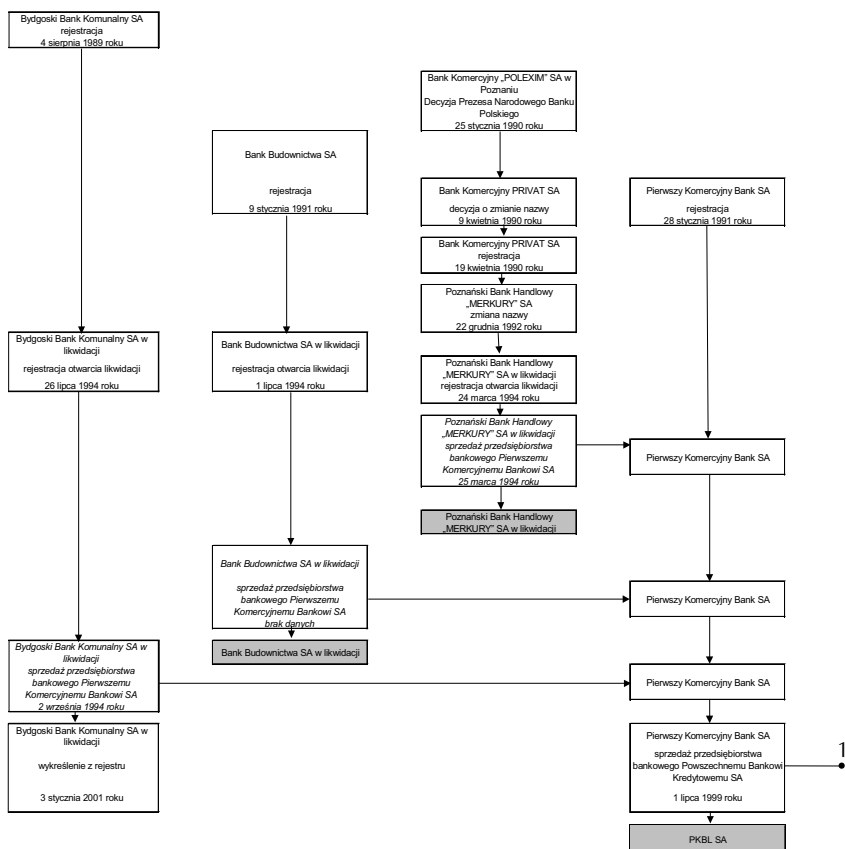 Bydgoski Bank Komunalny SA
rejestracja
4 sierpnia 1989 roku
Bank Komercyjny „POLEXIM” SA w
Poznaniu
Decyzja Prezesa Narodowego Banku
Polskiego
25 stycznia 1990 roku
Bank Budownictwa SA
rejestracja
9 stycznia 1991 roku
Bank Komercyjny PRIVAT SA
decyzja o zmianie nazwy
9 kwietnia 1990 roku
Pierwszy Komercyjny Bank SA
rejestracja
28 stycznia 1991 roku
Bank Komercyjny PRIVAT SA
rejestracja
19 kwietnia 1990 roku
Poznański Bank Handlowy
„MERKURY” SA
zmiana nazwy
22 grudnia 1992 roku
Bydgoski Bank Komunalny SA w
likwidacji
rejestracja otwarcia likwidacji
26 lipca 1994 roku
Bank Budownictwa SA w likwidacji
rejestracja otwarcia likwidacji
1 lipca 1994 roku
Poznański Bank Handlowy
„MERKURY” SA w likwidacji
rejestracja otwarcia likwidacji
24 marca 1994 roku
Poznański Bank Handlowy
„MERKURY” SA w likwidacji
sprzedaż przedsiębiorstwa
bankowego Pierwszemu
Komercyjnemu Bankowi SA
25 marca 1994 roku
Pierwszy Komercyjny Bank SA
Poznański Bank Handlowy
„MERKURY” SA w likwidacji
Bank Budownictwa SA w likwidacji
sprzedaż przedsiębiorstwa
bankowego Pierwszemu
Komercyjnemu Bankowi SA
brak danych
Pierwszy Komercyjny Bank SA
Bank Budownictwa SA w likwidacji
Bydgoski Bank Komunalny SA w
likwidacji
sprzedaż przedsiębiorstwa
bankowego Pierwszemu
Komercyjnemu Bankowi SA
2 września 1994 roku
Pierwszy Komercyjny Bank SA
Bydgoski Bank Komunalny SA w
likwidacji
wykreślenie z rejestru
3 stycznia 2001 roku
Pierwszy Komercyjny Bank SA
sprzedaż przedsiębiorstwa
bankowego Powszechnemu Bankowi
Kredytowemu SA
1 lipca 1999 roku
1
PKBL SA